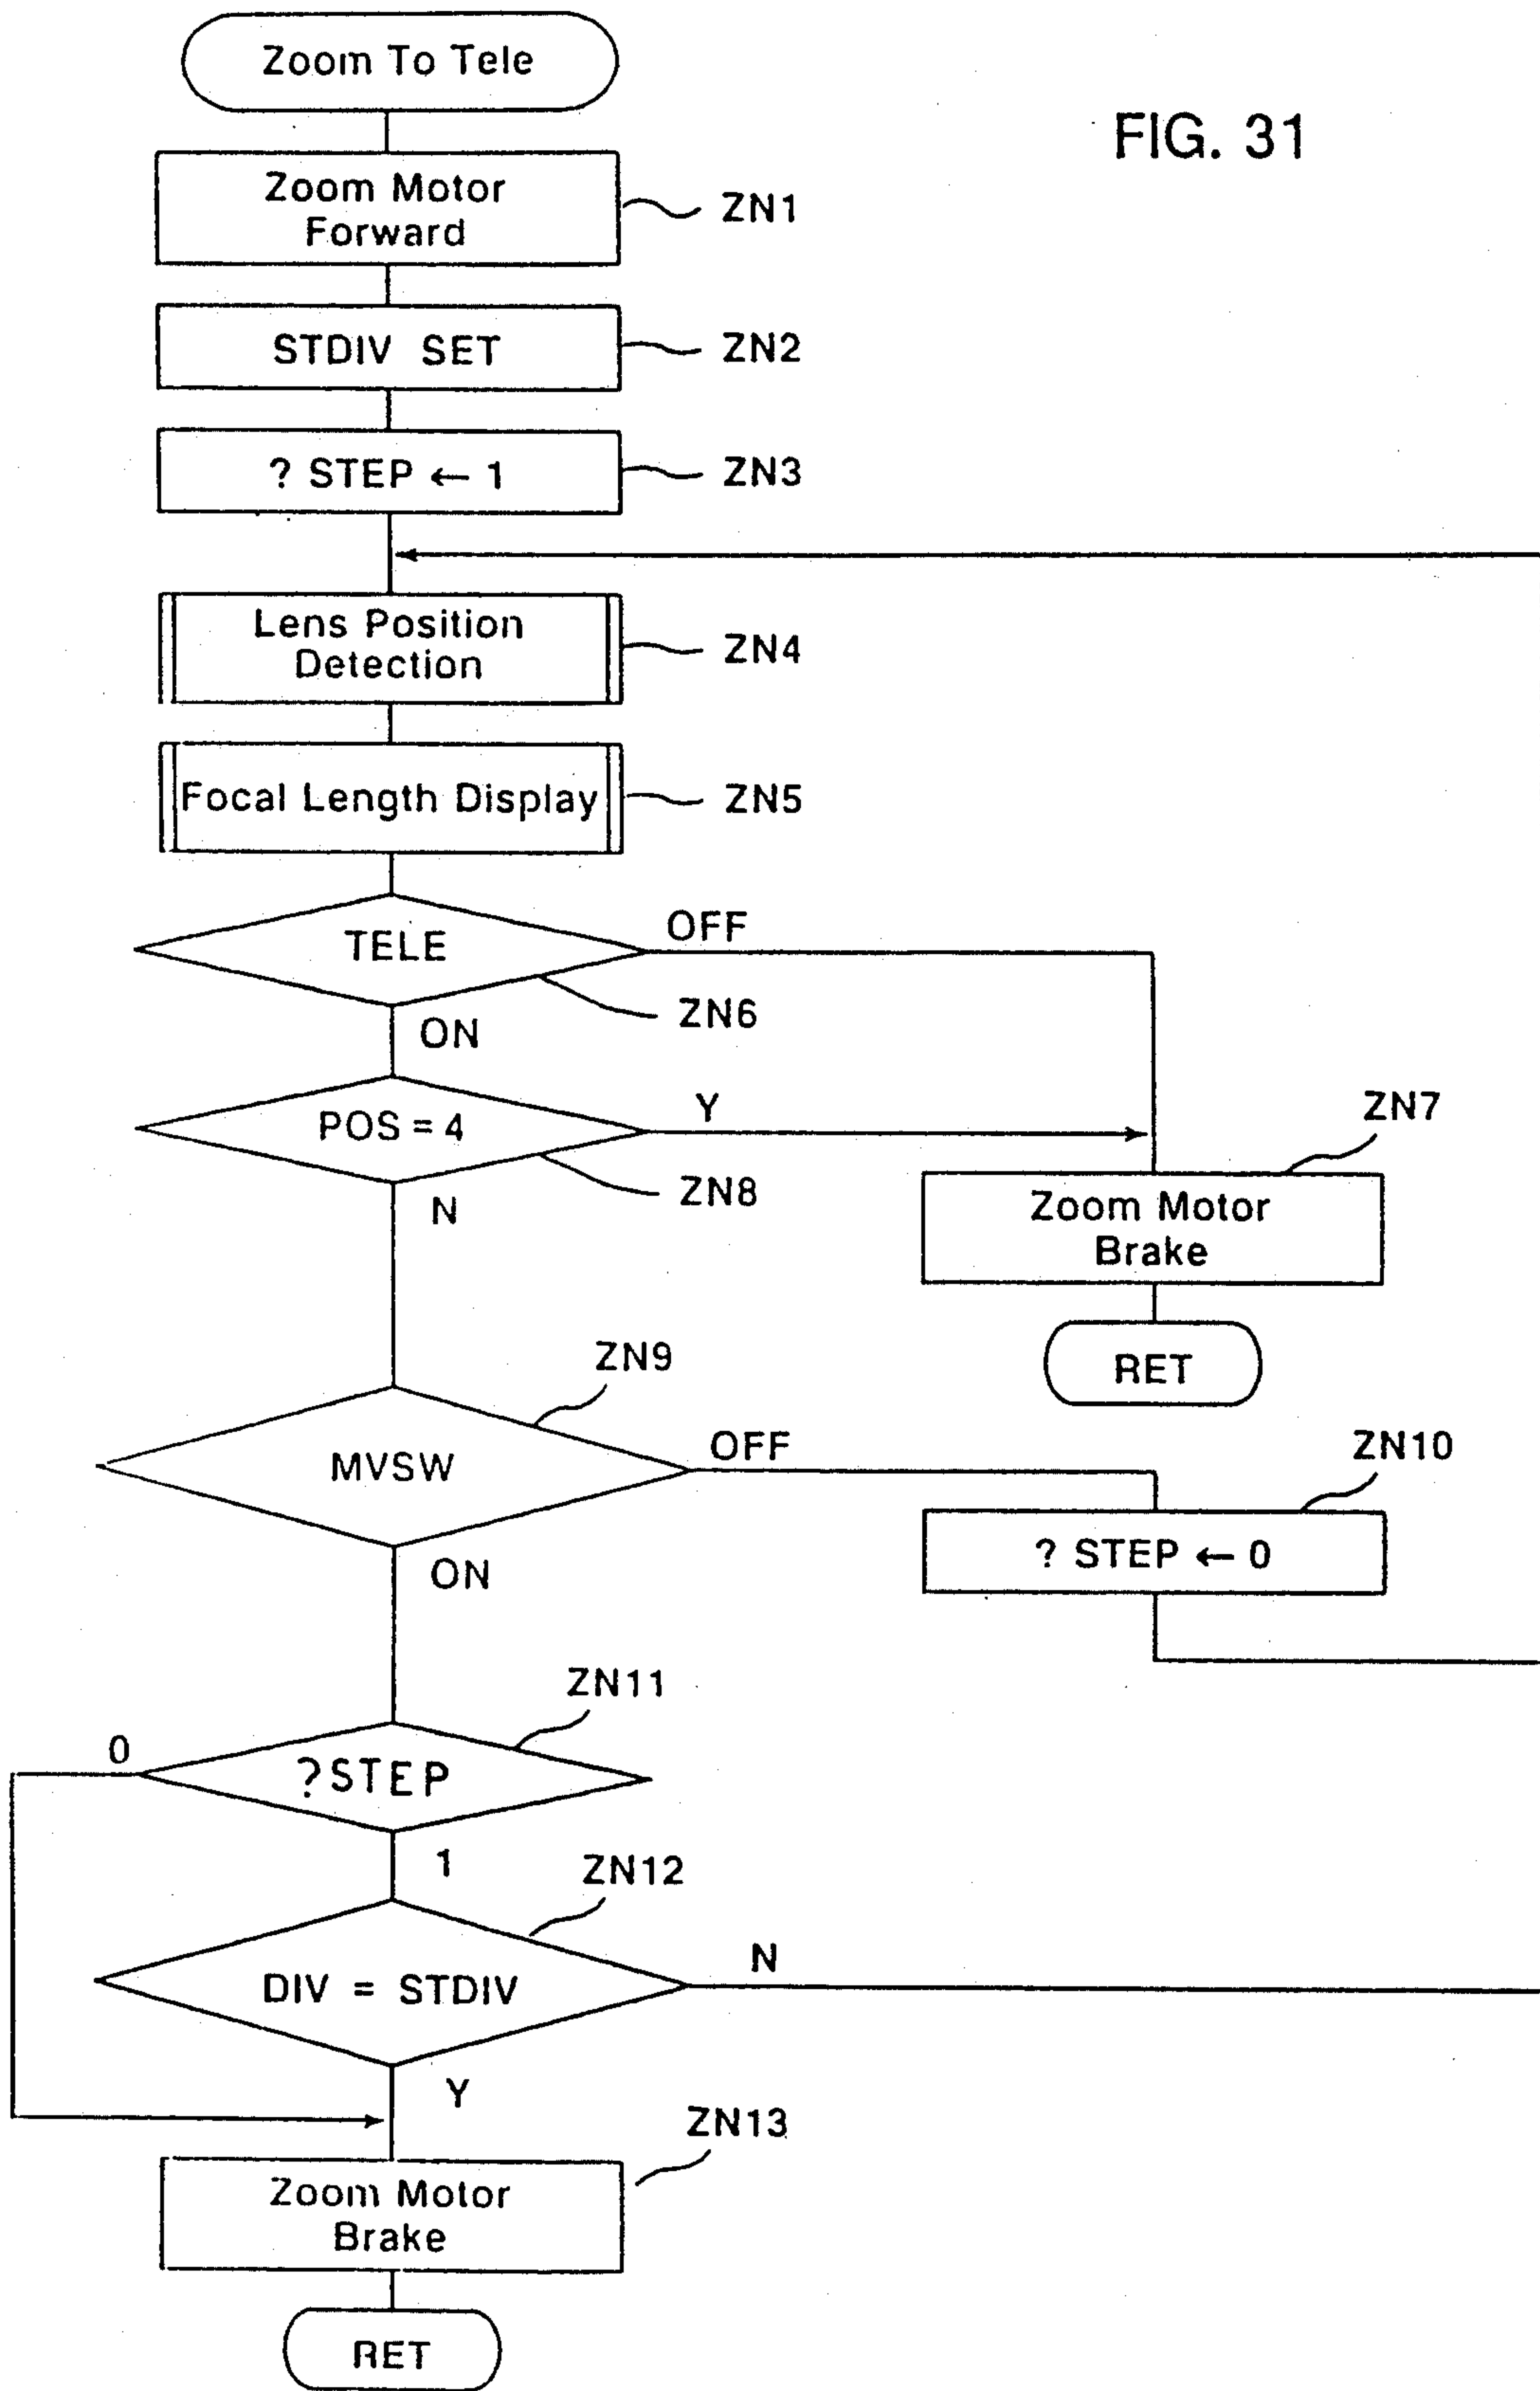 Zoom To Tele
FIG. 31
Zoom Motor
Forward
ZN1
STDIV SET
ZN2
? STEP ← 1
ZN3
Lens Position
Detection
ZN4
Focal Length Display
ZN5
TELE
OFF
ZN6
ON
POS = 4
Y
ZN8
N
ZN7
Zoom Motor
Brake
RET
ZN9
MVSW
OFF
ON
ZN10
? STEP ← 0
ZN11
0
?STEP
1
ZN12
DIV = STDIV
N
Y
ZN13
Zoom Motor
Brake
RET